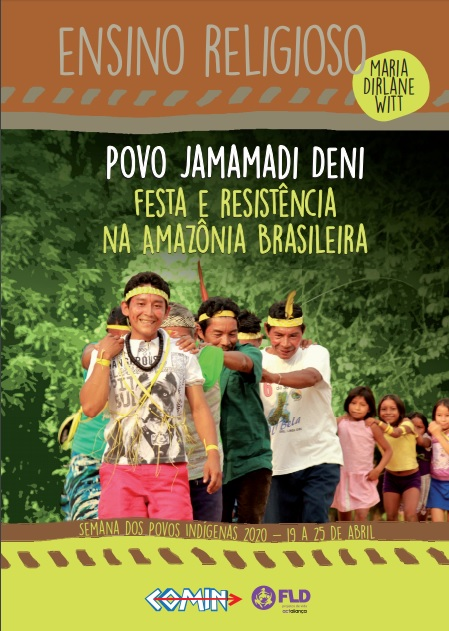 ENSINO RELIGIOSO
MARIA
DIRLANE
WITT
POVO JAMAMADI DENI
FESTA E RESISTÊNCIA
NA AMAZÔNIA BRASILEIRA
SEMANA DOS POVOS INDÍGENAS 2020 – 19 A 25 DE ABRIL
COMIN
FLD
actaliança